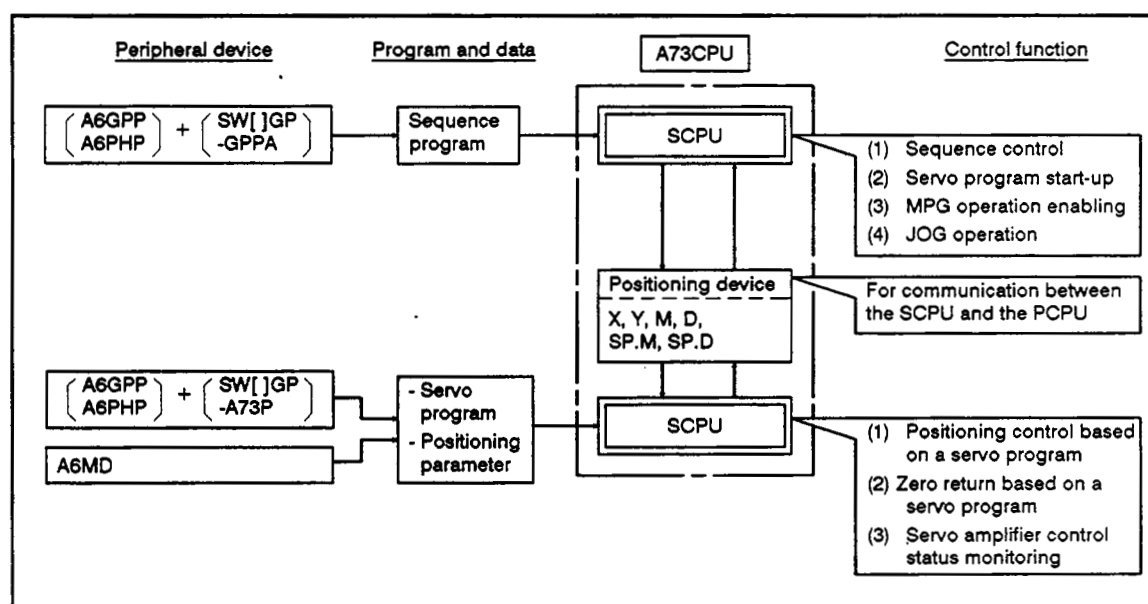 Peripheral device
Program and data
A73CPU
Control function
A6GPP
A6PHP
+
SW[ ]GP
-GPPA
Sequence
program
SCPU
(1) Sequence control
(2) Servo program start-up
(3) MPG operation enabling
(4) JOG operation
Positioning device
X, Y, M, D,
SP.M, SP.D
For communication between
the SCPU and the PCPU
A6GPP
A6PHP
+
SW[ ]GP
-A73P
A6MD
- Servo
program
- Positioning
parameter
SCPU
(1) Positioning control based
on a servo program
(2) Zero return based on a
servo program
(3) Servo amplifier control
status monitoring